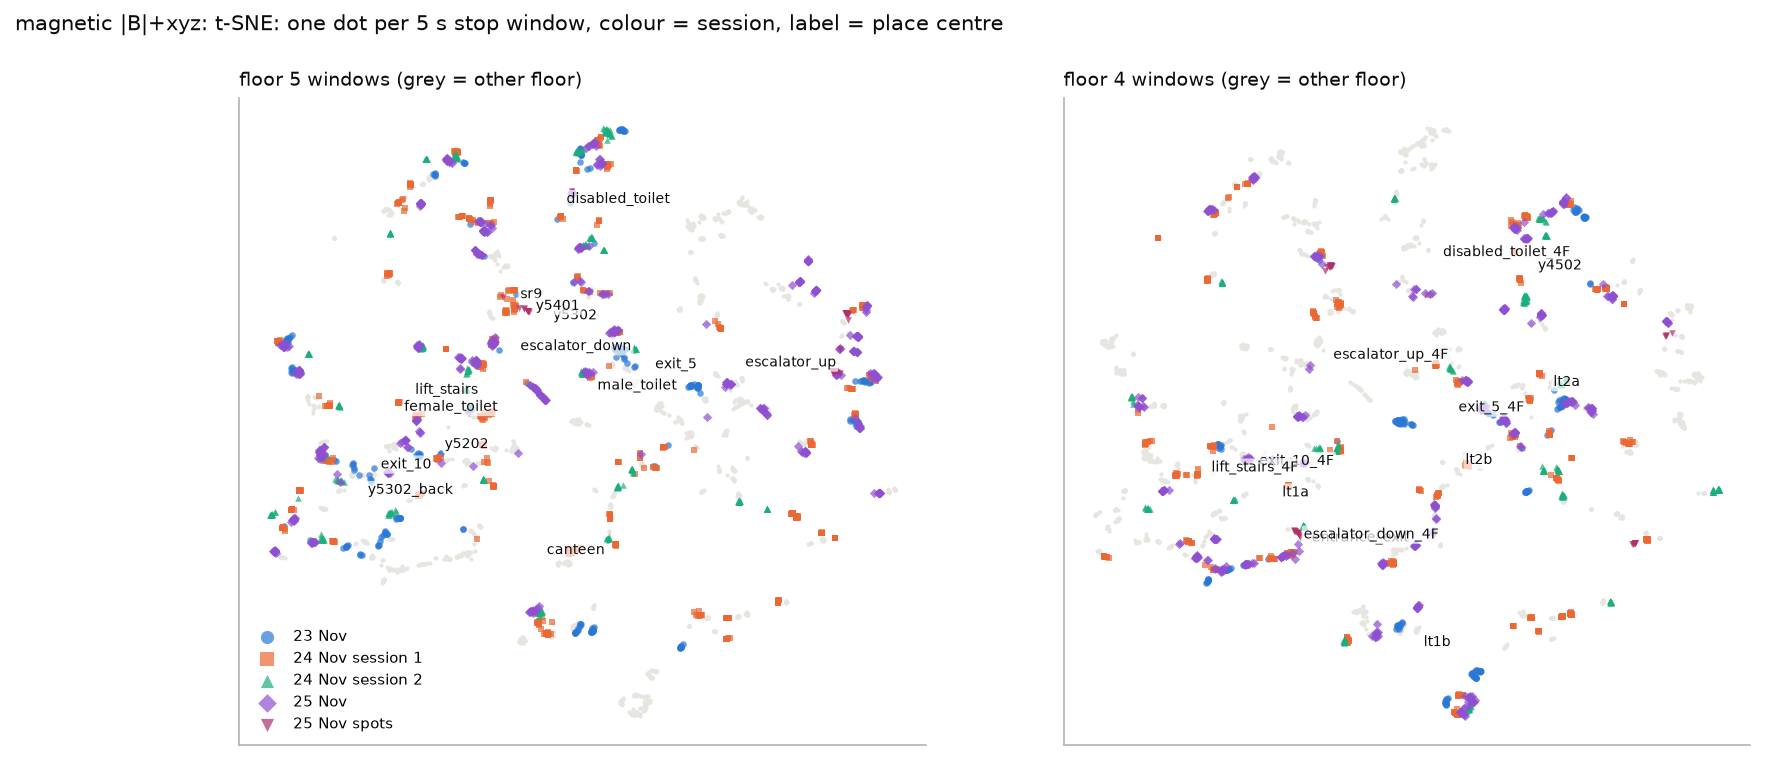 magnetic |B|+xyz: t-SNE: one dot per 5 s stop window, colour = session, label = place centre
floor 5 windows (grey = other floor)
disabled_toilet
sr9
y5401
y5302
escalator_down
exit_5
escalator_up
male_toilet
lift_stairs
female_toilet
y5202
exit_10
y5302_back
canteen
23 Nov
24 Nov session 1
24 Nov session 2
25 Nov
25 Nov spots
floor 4 windows (grey = other floor)
disabled_toilet_4F
y4502
escalator_up_4F
lt2a
exit_5_4F
lt2b
exit_10_4F
lift_stairs_4F
lt1a
escalator_down_4F
lt1b